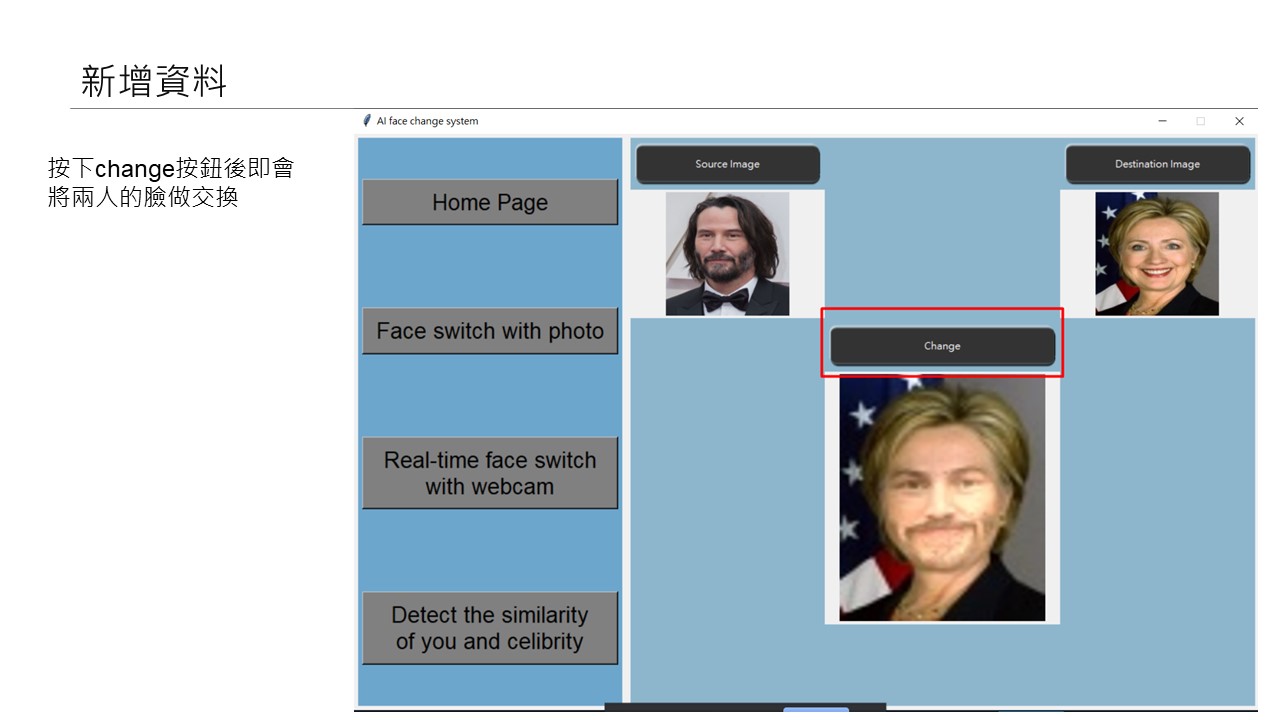 新增資料
按下change按鈕後即會
將兩人的臉做交換
AI face change system
Home Page
Face switch with photo
Real-time face switch
with webcam
Detect the similarity
of you and celibrity
Source Image
Destination Image
Change